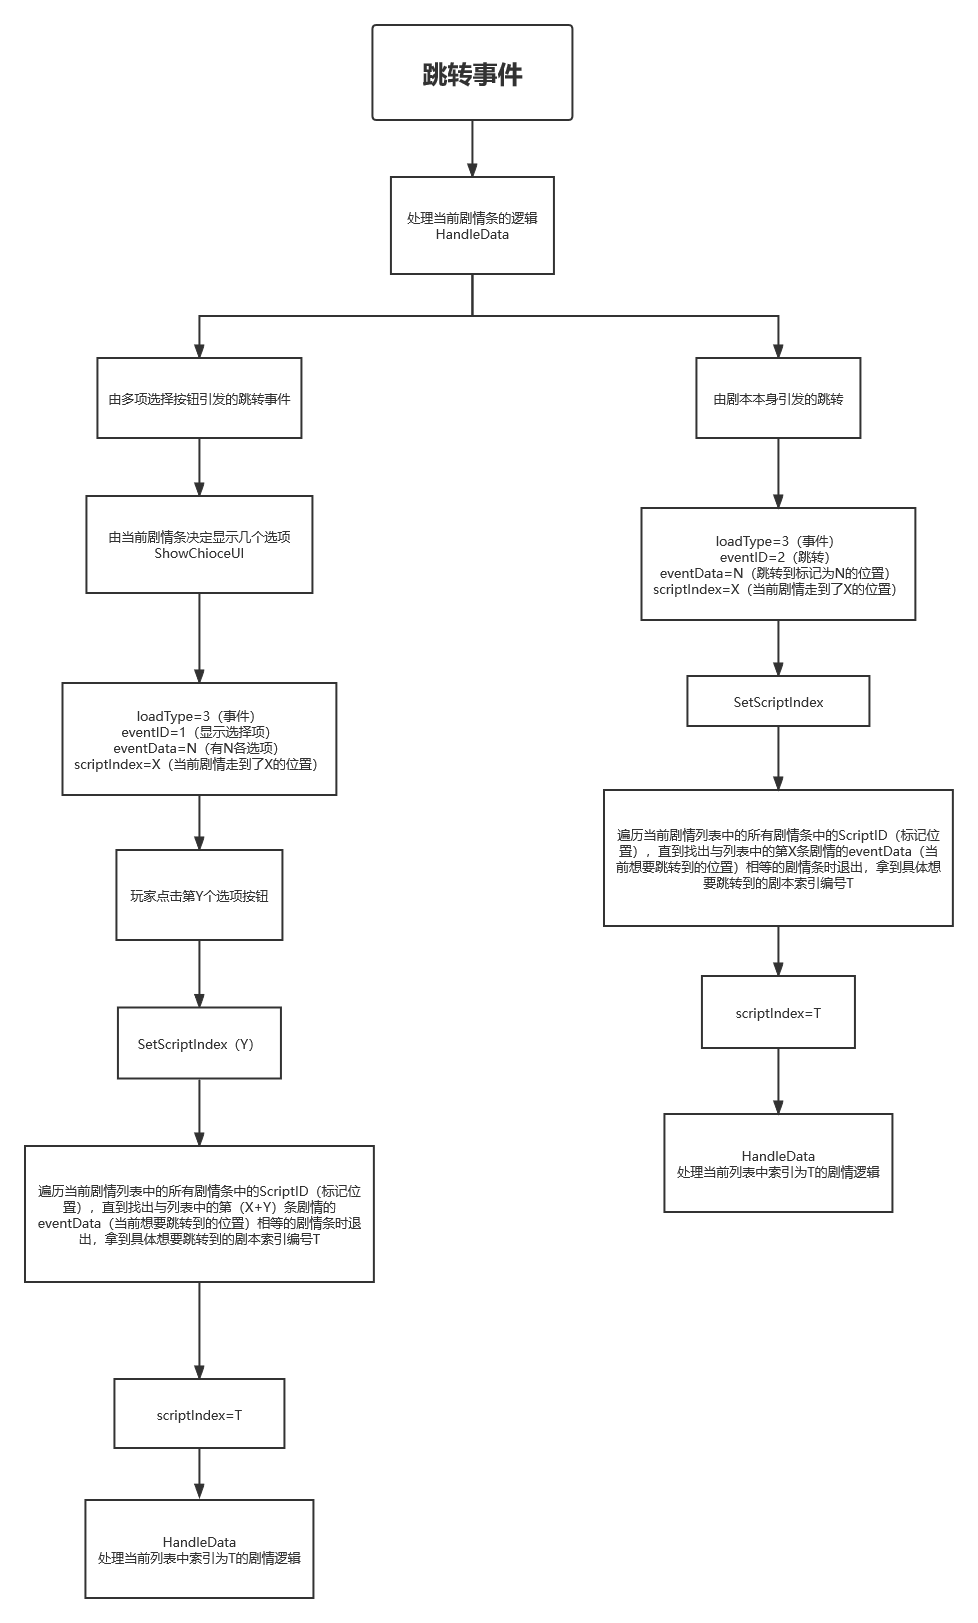 跳转事件
处理当前剧情条的逻辑
HandleData
由多项选择按钮引发的跳转事件
由当前剧情条决定显示几个选项
ShowChioceUI
loadType=3（事件）
eventID=1（显示选择项）
eventData=N（有N各选项）
scriptIndex=X（当前剧情走到了X的位置）
玩家点击第Y个选项按钮
SetScriptIndex（Y）
遍历当前剧情列表中的所有剧情条中的ScriptID（标记位
置），直到找出与列表中的第（X+Y）条剧情的
eventData（当前想要跳转到的位置）相等的剧情条时退
出，拿到具体想要跳转到的剧本索引编号T
scriptIndex=T
HandleData
处理当前列表中索引为T的剧情逻辑
由剧本本身引发的跳转
loadType=3（事件）
eventID=2（跳转）
eventData=N（跳转到标记为N的位置）
scriptIndex=X（当前剧情走到了X的位置）
SetScriptIndex
遍历当前剧情列表中的所有剧情条中的ScriptID（标记位
置），直到找出与列表中的第X条剧情的eventData（当
前想要跳转到的位置）相等的剧情条时退出，拿到具体想
要跳转到的剧本索引编号T
scriptIndex=T
HandleData
处理当前列表中索引为T的剧情逻辑